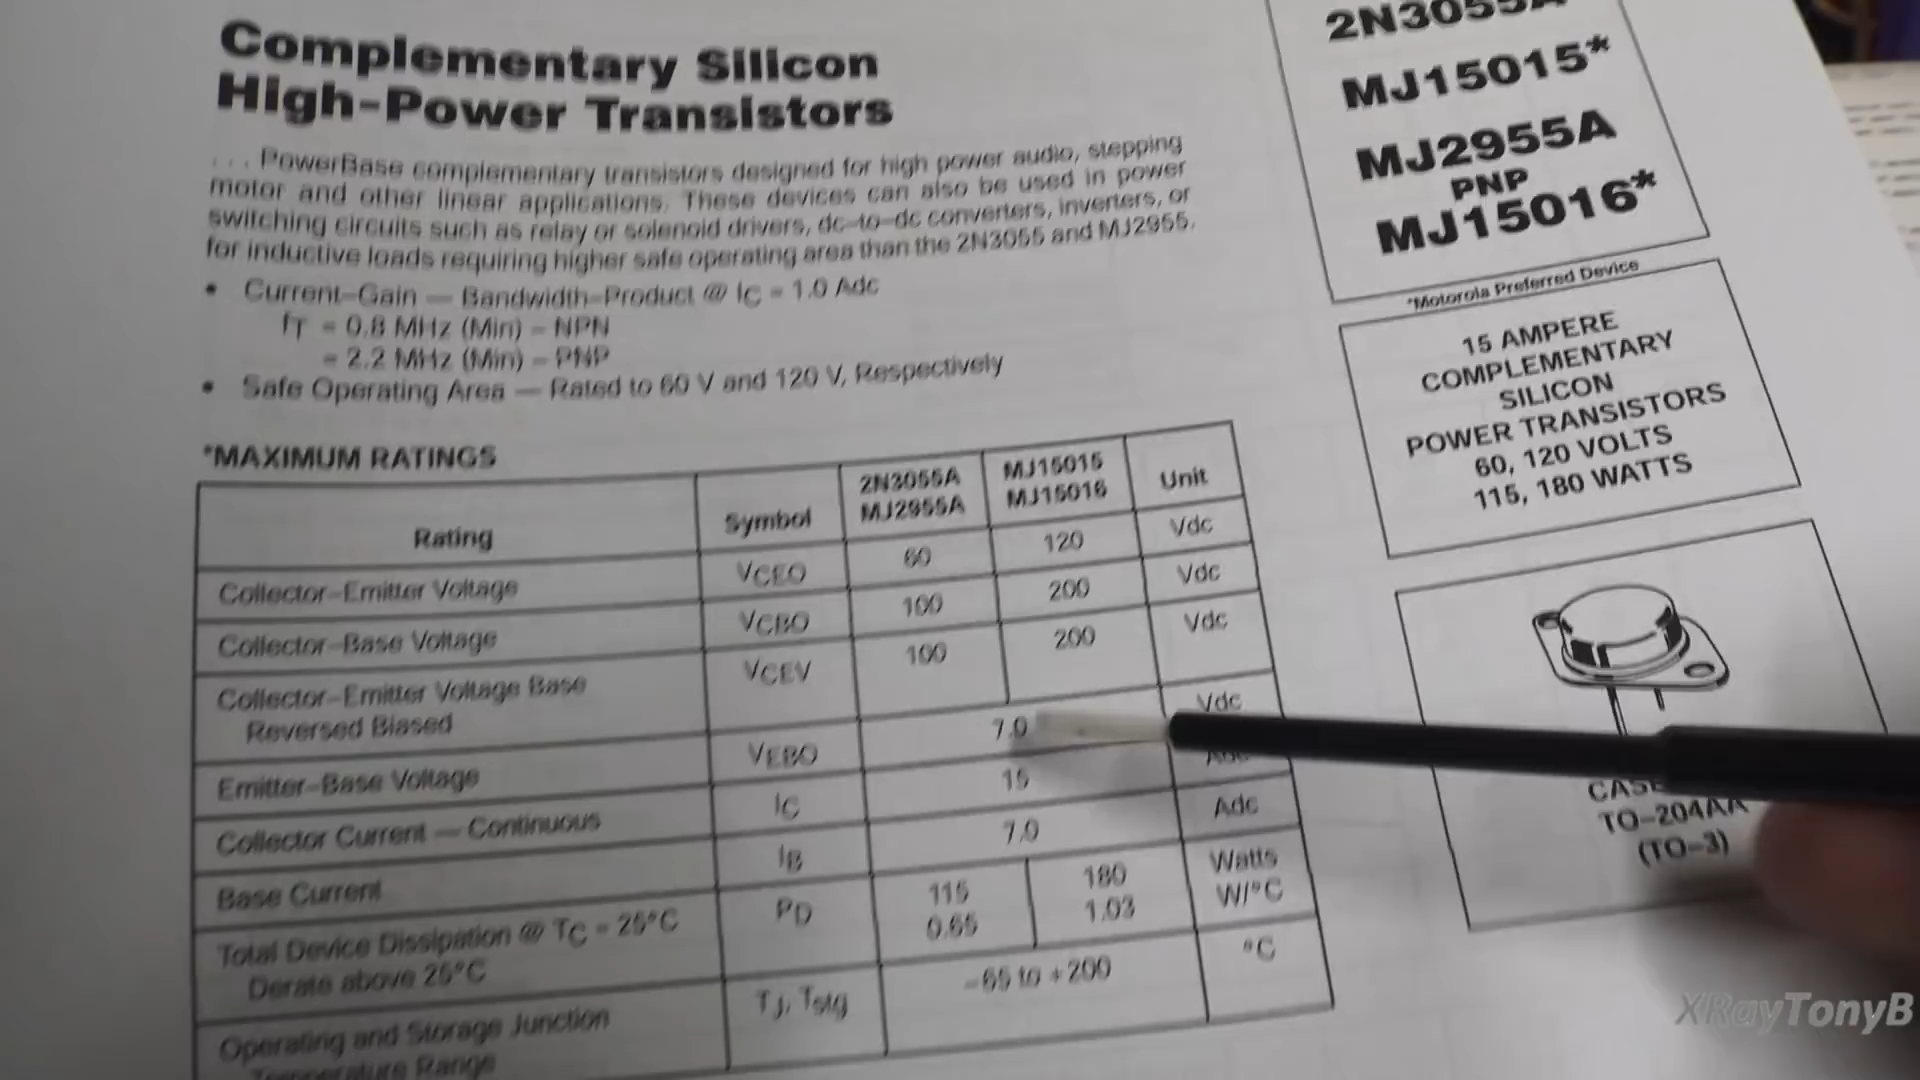 Complementary Silicon
High-Power Transistors
. . . PowerBase complementary transistors designed for high power audio, stepping
motor and other linear applications. These devices can also be used in power
switching circuits such as relay or solenoid drivers, dc-to-dc converters, inverters, or
for inductive loads requiring higher safe operating area than the 2N3055 and MJ2955.
• Current-Gain — Bandwidth-Product @ IC = 1.0 Adc
fT = 0.8 MHz (Min) – NPN
= 2.2 MHz (Min) – PNP
• Safe Operating Area — Rated to 60 V and 120 V, Respectively
*MAXIMUM RATINGS
Rating Symbol 2N3055A MJ2955A MJ15015 MJ15016 Unit
Collector-Emitter Voltage VCEO 60 120 Vdc
Collector-Base Voltage VCBO 100 200 Vdc
Collector-Emitter Voltage Base VCEV 100 200 Vdc
Reversed Biased
Emitter-Base Voltage VEBO 7.0 Vdc
Collector Current — Continuous IC 15 Adc
Base Current IB 7.0 Adc
Total Device Dissipation @ TC = 25°C PD 115 180 Watts
Derate above 25°C 0.65 1.03 W/°C
Operating and Storage Junction TJ, Tstg –65 to +200 °C
Temperature Range
2N3055A
MJ15015*
MJ2955A
PNP
MJ15016*
*Motorola Preferred Device
15 AMPERE
COMPLEMENTARY
SILICON
POWER TRANSISTORS
60, 120 VOLTS
115, 180 WATTS
TO-204AA
(TO-3)
XRayTonyB